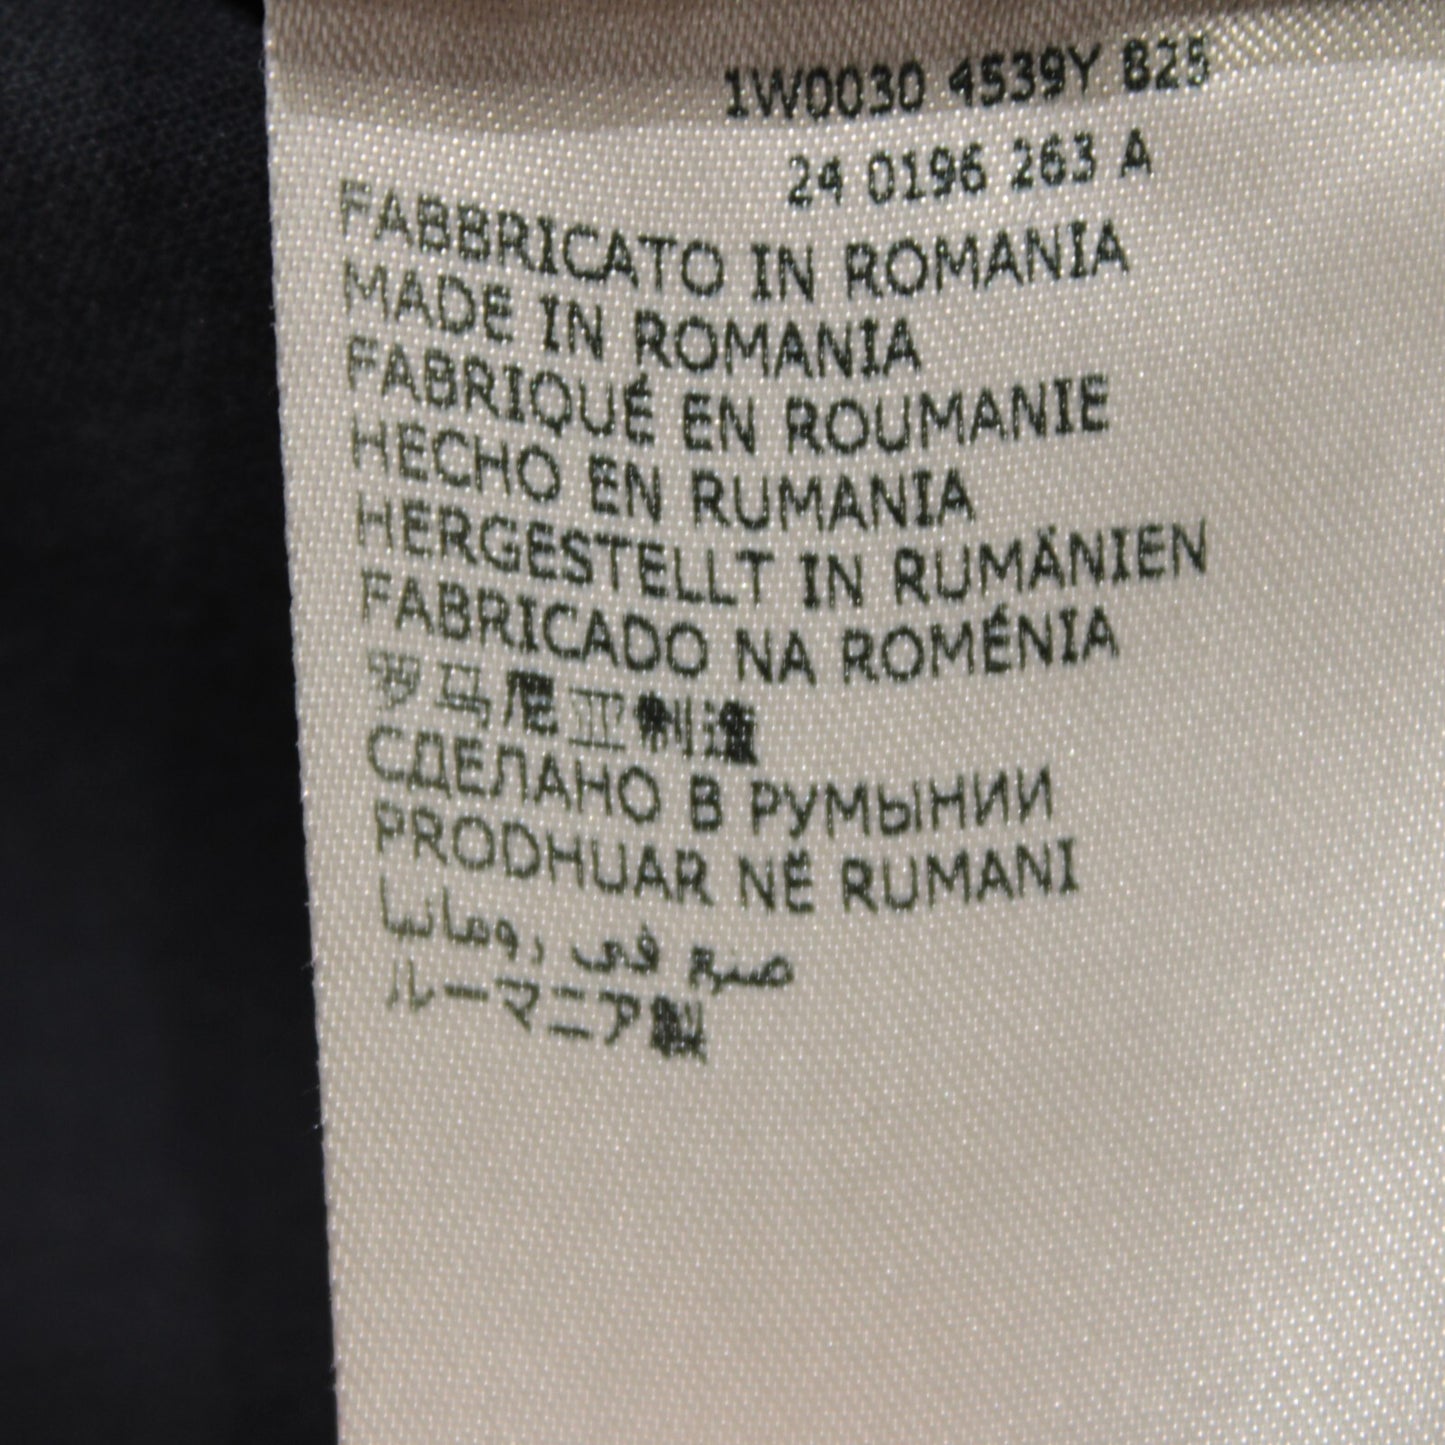 1W0030 4539Y 825
24 0196 263 A
FABBRICATO IN ROMANIA
MADE IN ROMANIA
FABRIQUÉ EN ROUMANIE
HECHO EN RUMANIA
HERGESTELLT IN RUMÄNIEN
FABRICADO NA ROMÉNIA
罗马尼亚制造
СДЕЛАНО В РУМЫНИИ
PRODHUAR NË RUMANI
صنع في رومانيا
ルーマニア製